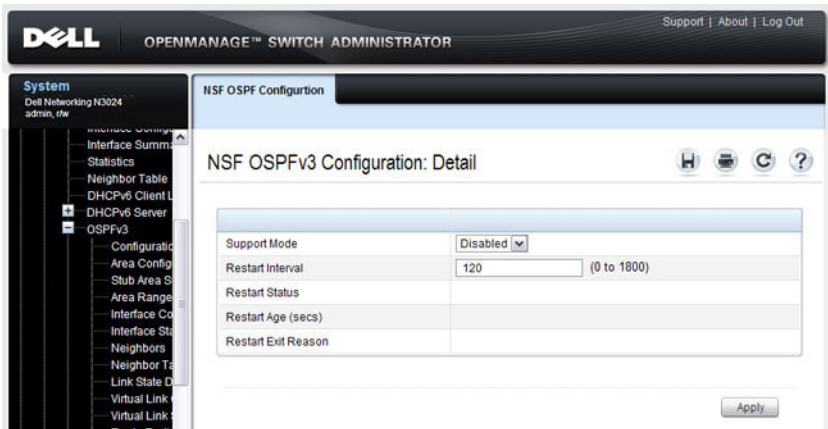 Support | About | Log Out
DELL OPENMANAGE™ SWITCH ADMINISTRATOR
System
Dell Networking N3024
admin, r/w
NSF OSPF Configurtion
Interface Summa
Statistics
Neighbor Table
DHCPv6 Client L
DHCPv6 Server
OSPFv3
Configuratio
Area Config
Stub Area S
Area Range
Interface Co
Interface Sta
Neighbors
Neighbor Ta
Link State D
Virtual Link
Virtual Link
NSF OSPFv3 Configuration: Detail
Support Mode Disabled
Restart Interval 120 (0 to 1800)
Restart Status
Restart Age (secs)
Restart Exit Reason
Apply